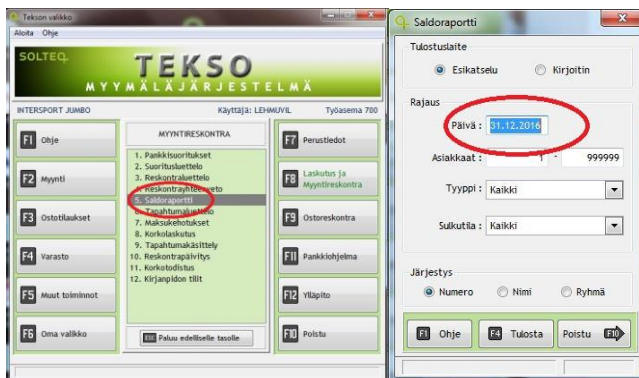 Tekson valikko
Aloita Ohje
SOLTEQ
TEKSO
MYYMÄLÄJÄRJESTELMÄ
INTERSPORT JUMBO Käyttäjä: LEHMUVIL Työasema 700
F1 Ohje
F2 Myynti
F3 Ostotilaukset
F4 Varasto
F5 Muut toiminnot
F6 Oma valikko
MYYNTIRESKONTRA
1. Pankkisuoritukset
2. Suoritusluettelo
3. Reskontraluettelo
4. Reskontrayhteenveto
5. Saldoraportti
6. Tapahtumaluettelo
7. Maksukehotukset
8. Korkolaskutus
9. Tapahtumakäsittely
10. Reskontrapäivitys
11. Korkotodistus
12. Kirjanpidon tilit
ESC Paluu edelliselle tasolle
F7 Perustiedot
F8 Laskutus ja
Myyntireskontra
F9 Ostoreskontra
F11 Pankkiohjelma
F12 Ylläpito
F10 Poistu
Saldoraportti
Tulostuslaite
Esikatselu Kirjoitin
Rajaus
Päivä : 31.12.2016
Asiakkaat : 1 - 999999
Tyyppi : Kaikki
Sulkutila : Kaikki
Järjestys
Numero Nimi Ryhmä
F1 Ohje F4 Tulosta Poistu F10